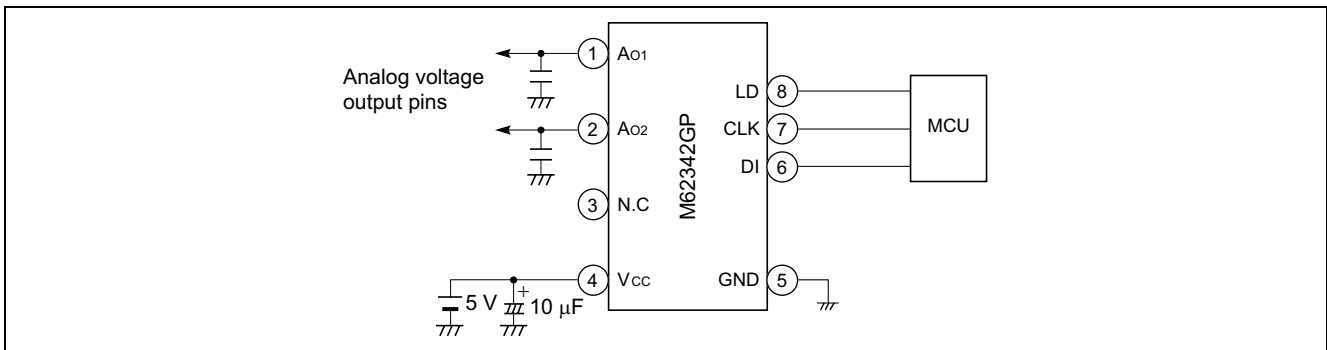 Analog voltage
output pins
1 AO1
2 AO2
3 N.C
4 VCC
5 V
+
10 μF
M62342GP
LD 8
CLK 7
DI 6
GND 5
MCU